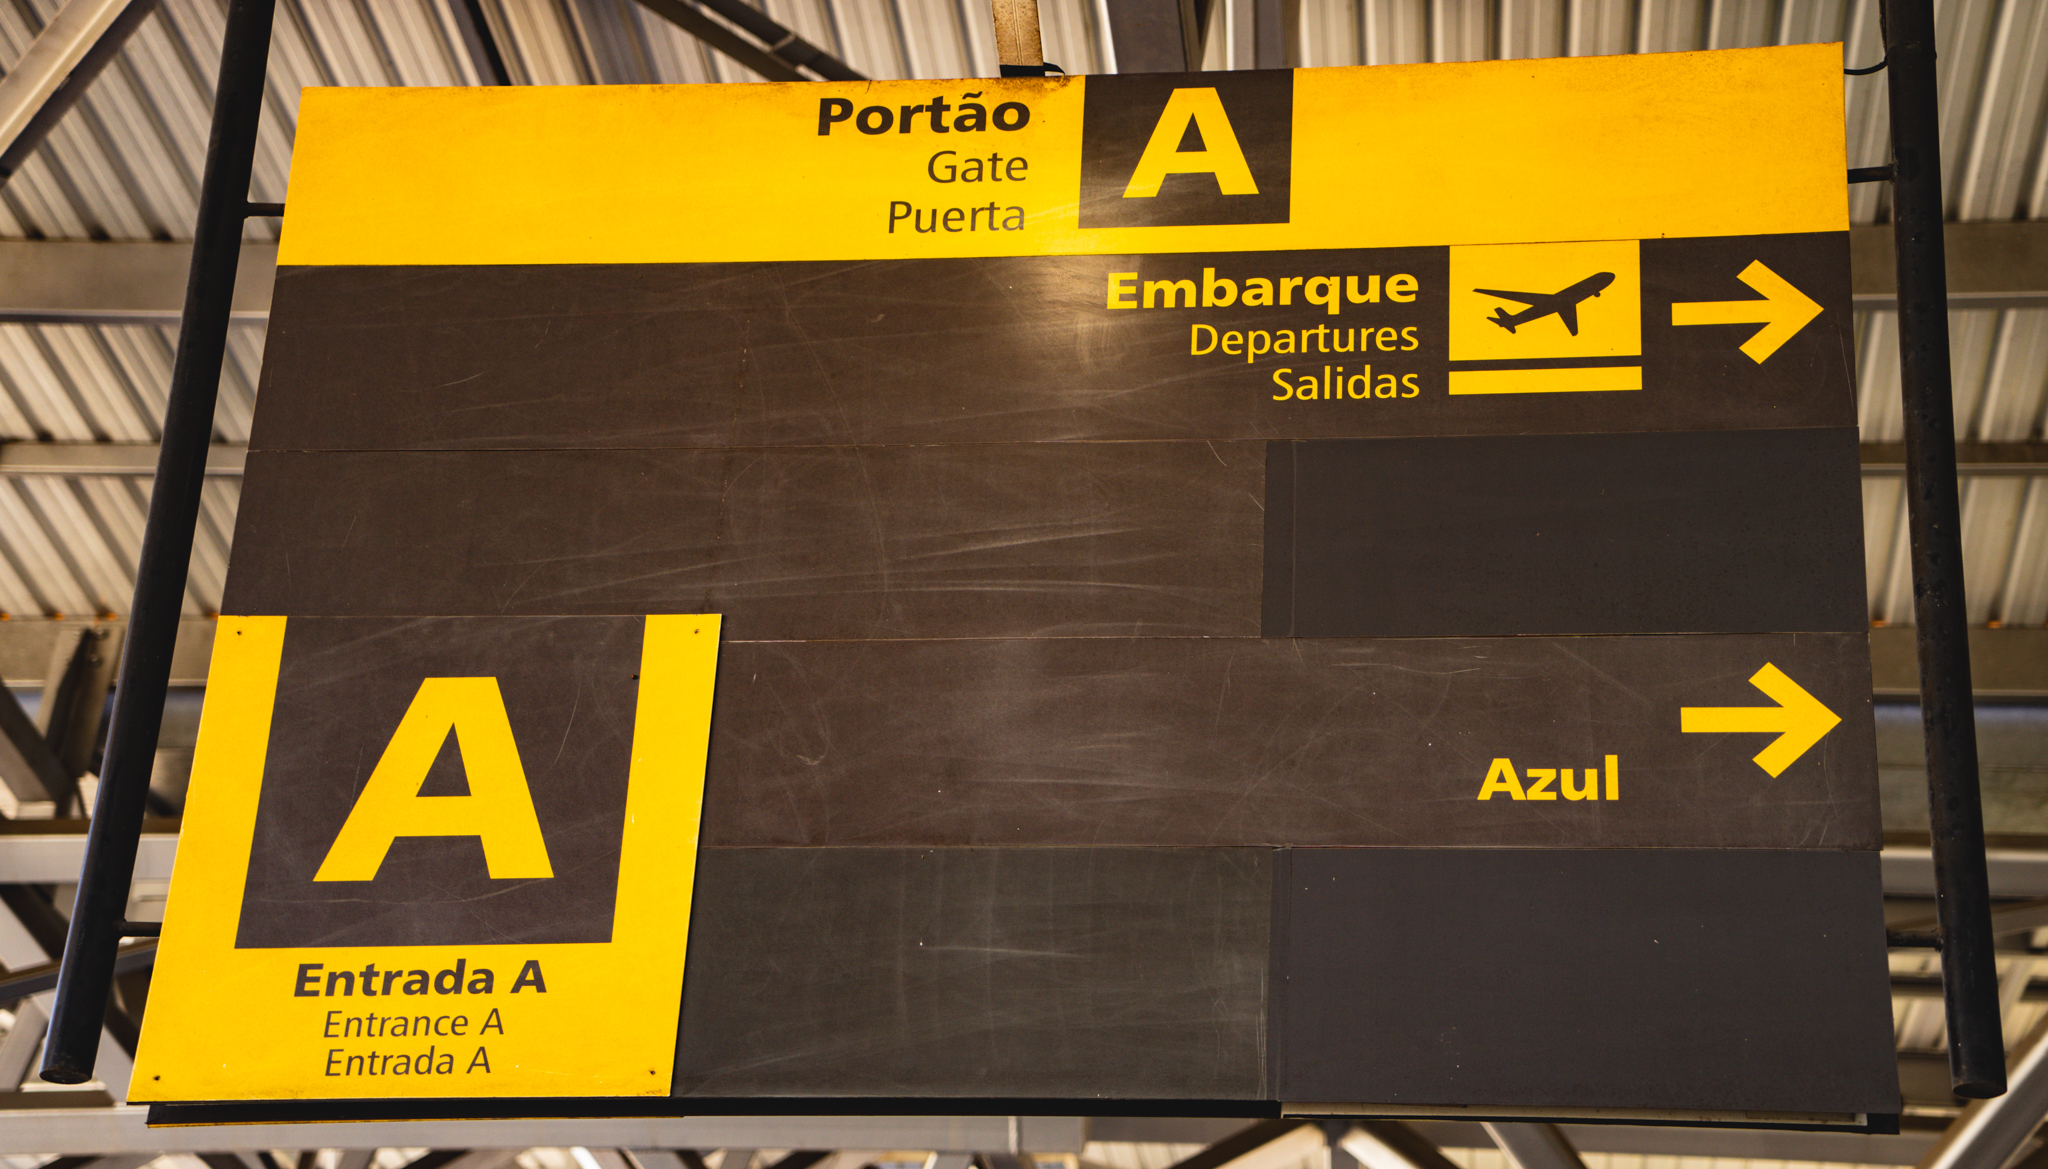 Portão
Gate
Puerta
A
Embarque
Departures
Salidas
Azul
A
Entrada A
Entrance A
Entrada A